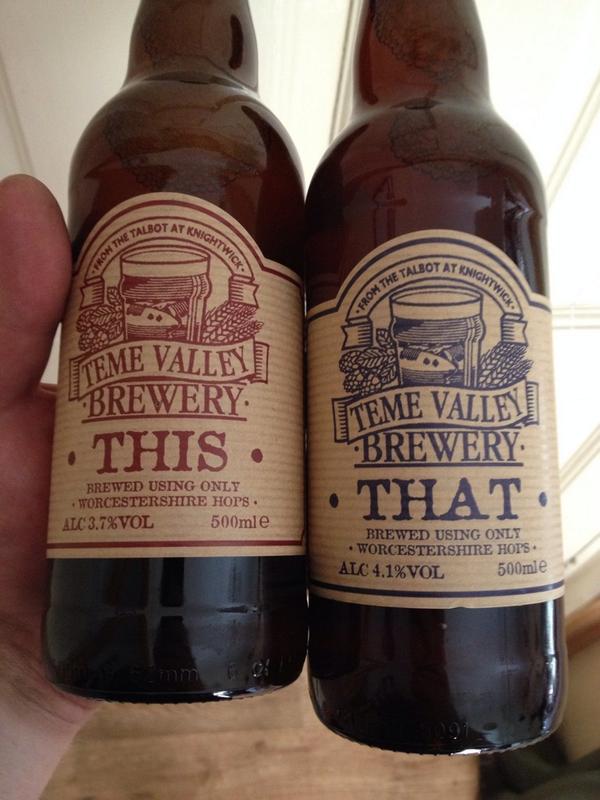 FROM THE TALBOT AT KNIGHTWICK
TEME VALLEY
·BREWERY·
• THIS •
BREWED USING ONLY
· WORCESTERSHIRE HOPS ·
ALC 3.7%VOL 500ml e
· FROM THE TALBOT AT KNIGHTWICK ·
TEME VALLEY
·BREWERY·
• THAT •
BREWED USING ONLY
· WORCESTERSHIRE HOPS ·
ALC 4.1%VOL 500ml e